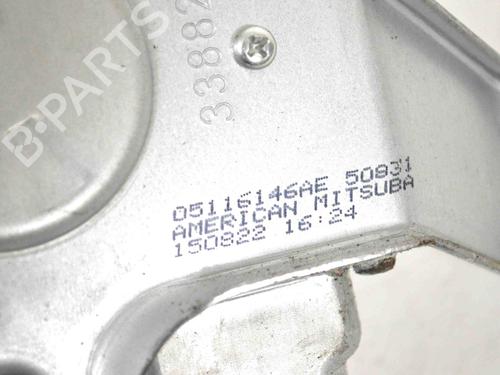 B-PARTS
33882
05116146AE 50831
AMERICAN MITSUBA
150822 16:24